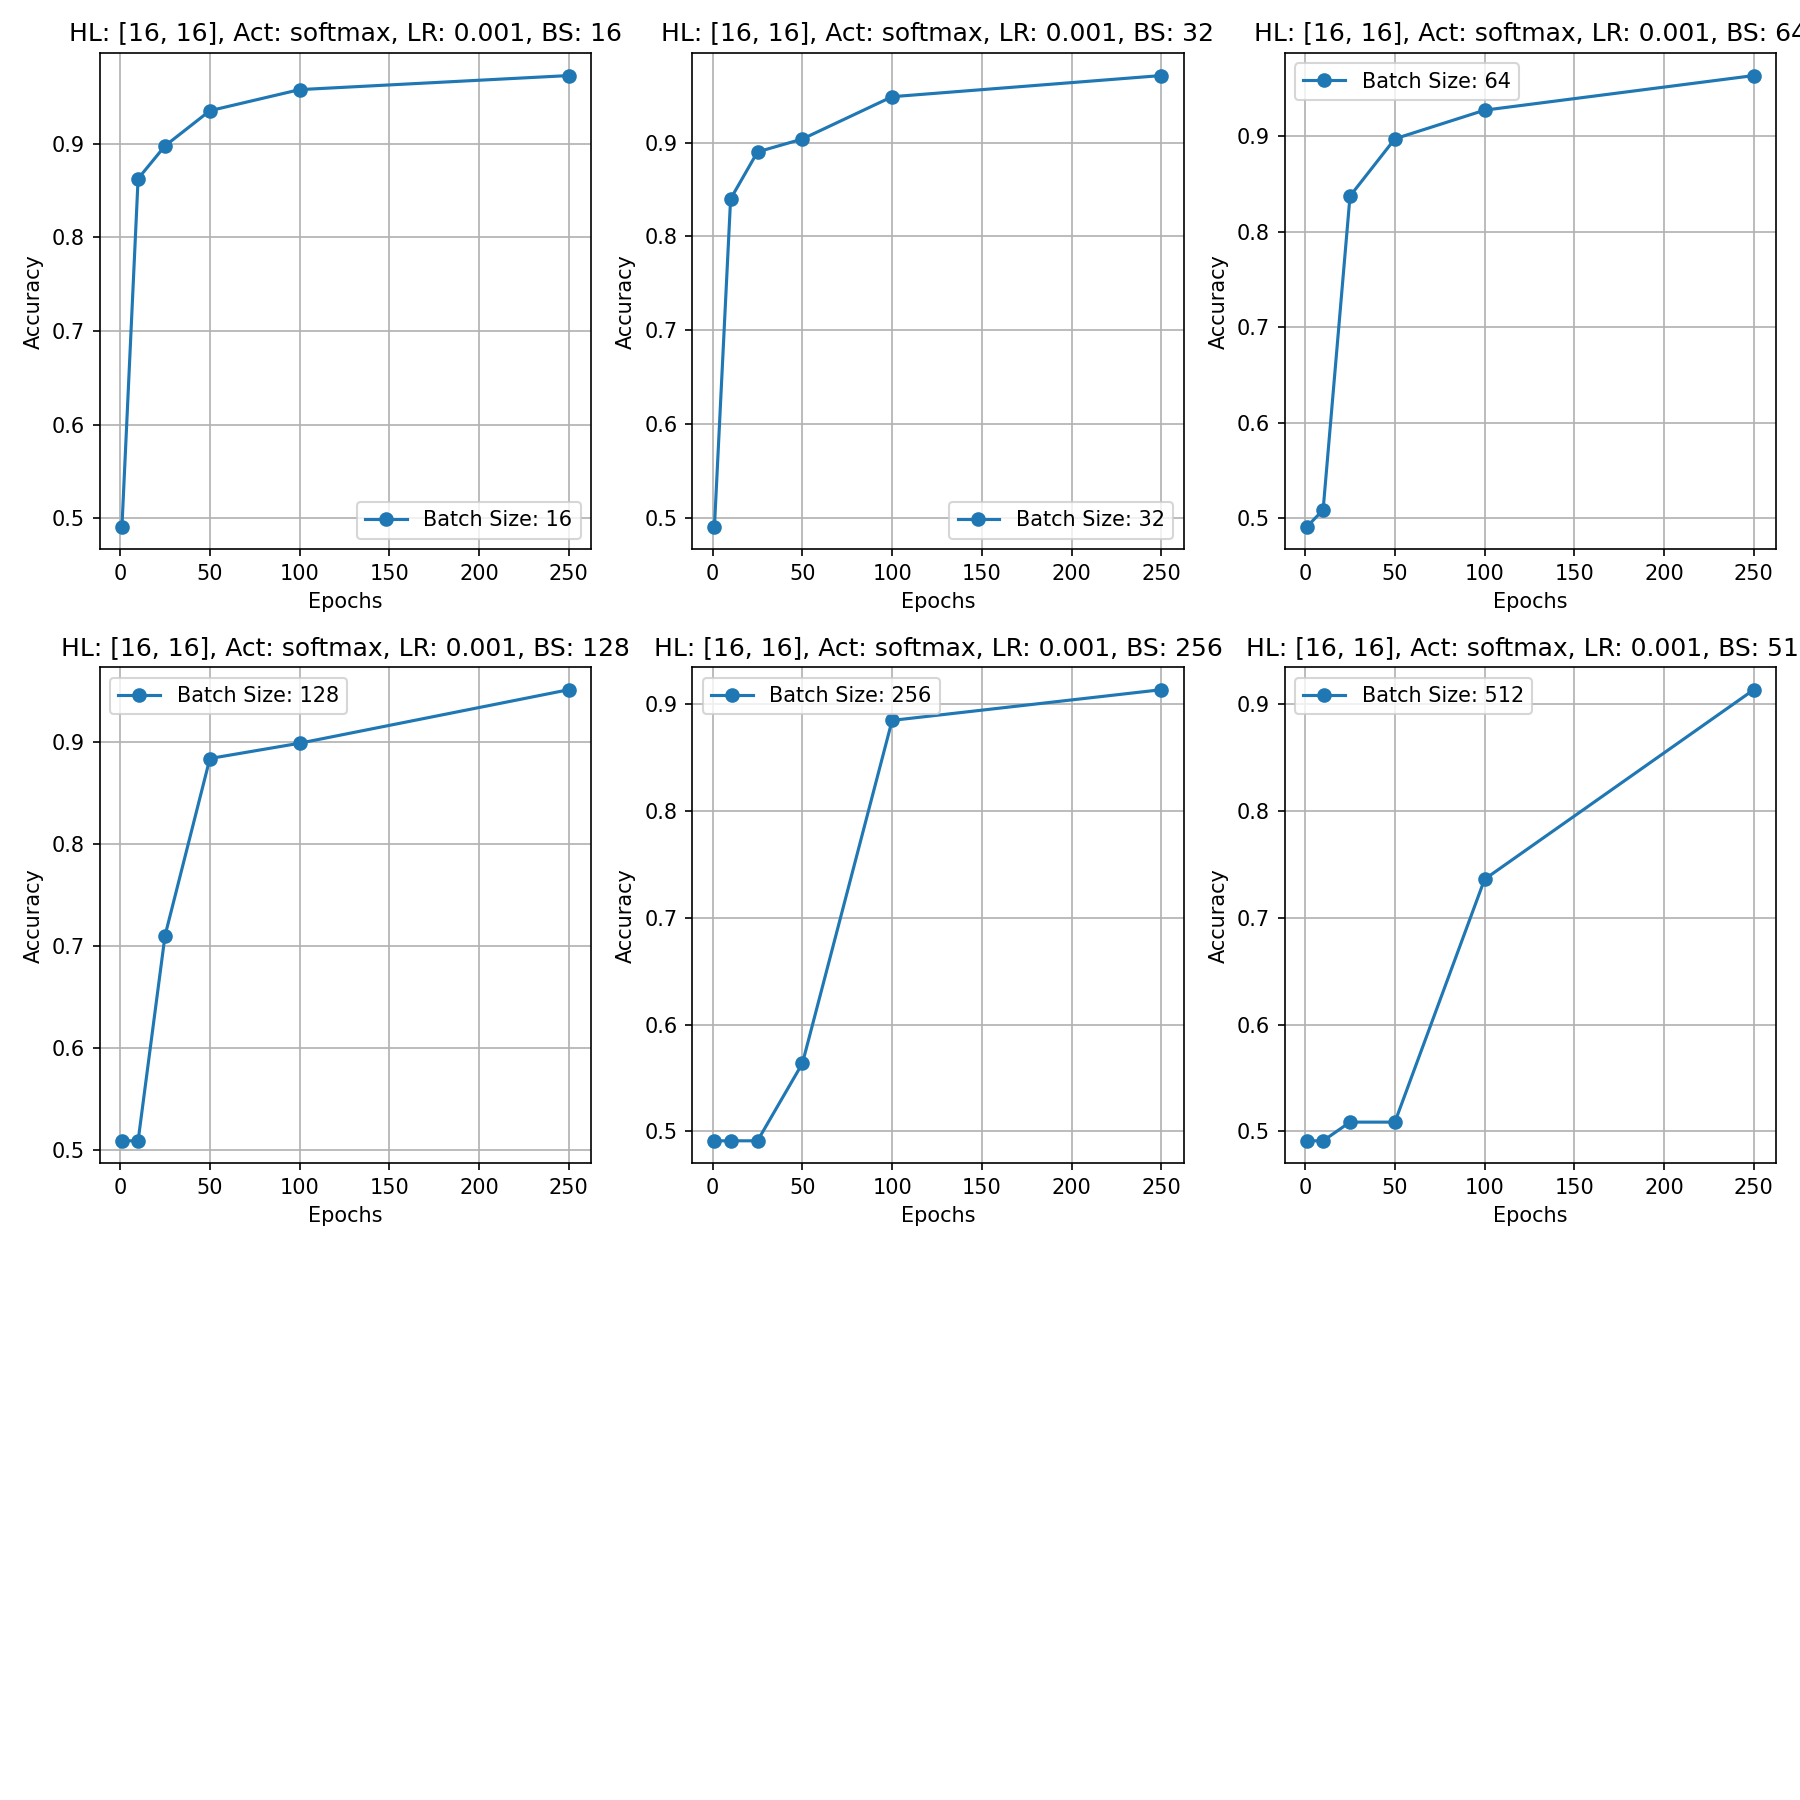 HL: [16, 16], Act: softmax, LR: 0.001, BS: 16
0.9
0.8
0.7
0.6
0.5
Accuracy
Batch Size: 16
0 50 100 150 200 250
Epochs
HL: [16, 16], Act: softmax, LR: 0.001, BS: 32
0.9
0.8
0.7
0.6
0.5
Accuracy
Batch Size: 32
0 50 100 150 200 250
Epochs
HL: [16, 16], Act: softmax, LR: 0.001, BS: 64
Batch Size: 64
0.9
0.8
0.7
0.6
0.5
Accuracy
0 50 100 150 200 250
Epochs
HL: [16, 16], Act: softmax, LR: 0.001, BS: 128
Batch Size: 128
0.9
0.8
0.7
0.6
0.5
Accuracy
0 50 100 150 200 250
Epochs
HL: [16, 16], Act: softmax, LR: 0.001, BS: 256
Batch Size: 256
0.9
0.8
0.7
0.6
0.5
Accuracy
0 50 100 150 200 250
Epochs
HL: [16, 16], Act: softmax, LR: 0.001, BS: 51
Batch Size: 512
0.9
0.8
0.7
0.6
0.5
Accuracy
0 50 100 150 200 250
Epochs